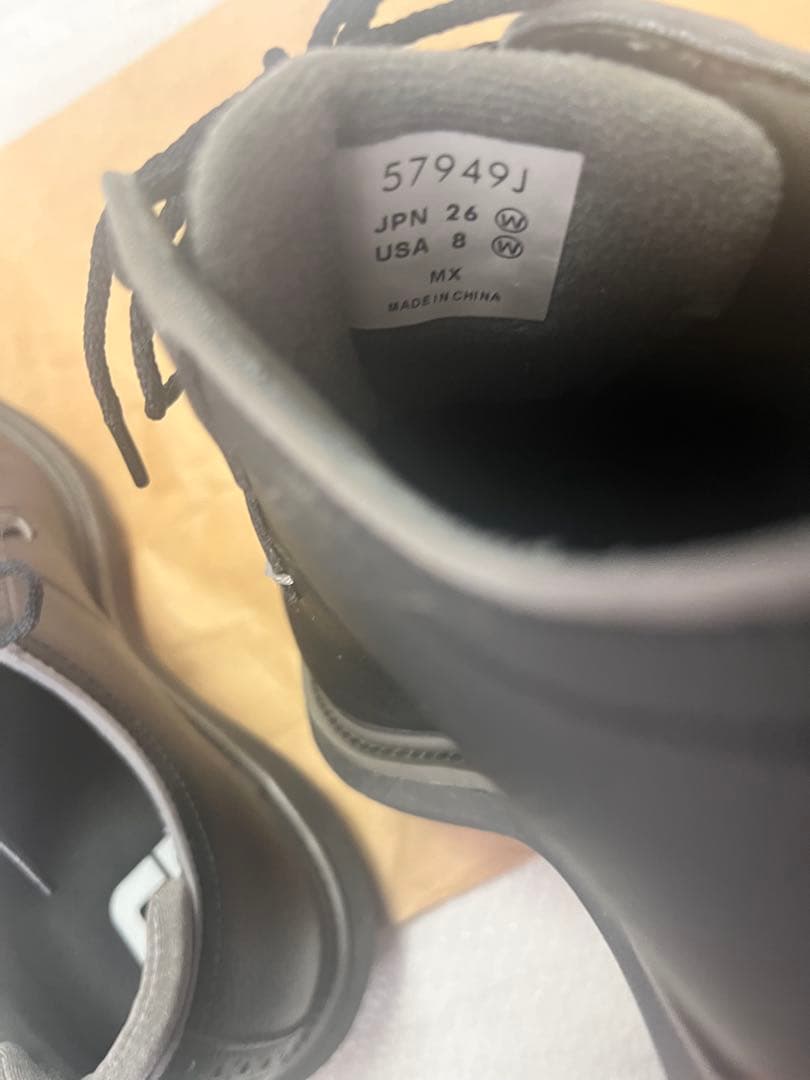 57949J
JPN 26 Ⓦ
USA 8 Ⓦ
MX
MADE IN CHINA